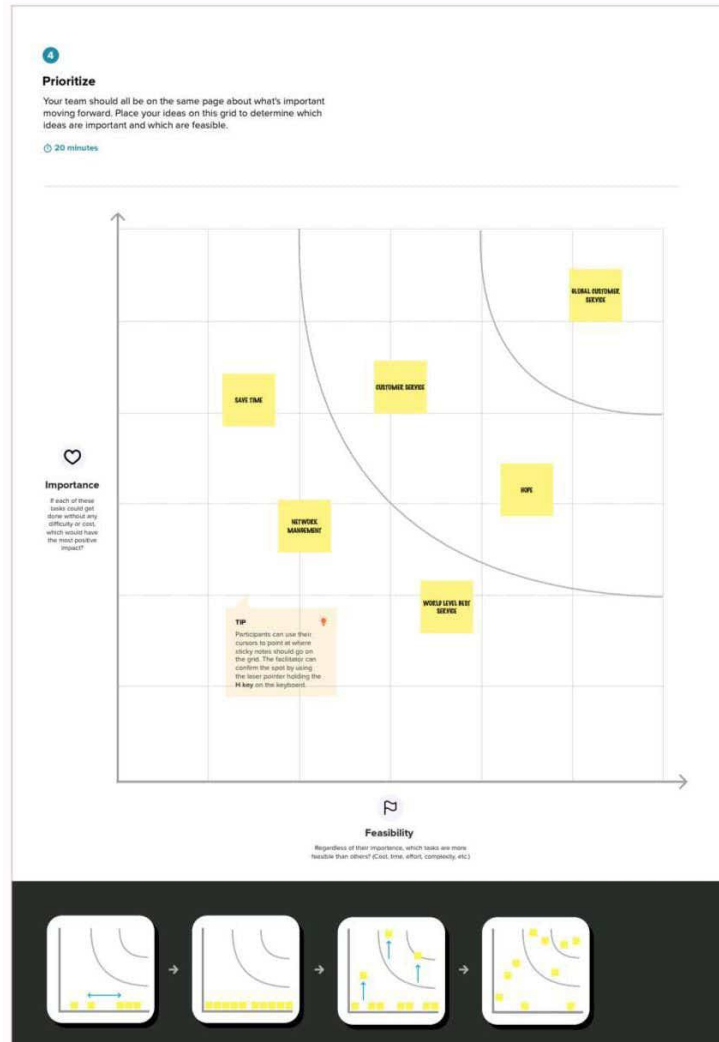 4
Prioritize
Your team should all be on the same page about what's important
moving forward. Place your ideas on this grid to determine which
ideas are important and which are feasible.
20 minutes
GLOBAL CUSTOMER
SERVICE
CUSTOMER SERVICE
SAVE TIME
Importance
If each of these
tasks could get
done without any
difficulty or cost,
which would have
the most positive
impact?
HOPE
NETWORK
MANGEMENT
WORLD LEVEL BEST
SERVICE
TIP
Participants can use their
cursors to point at where
sticky notes should go on
the grid. The facilitator can
confirm the spot by using
the laser pointer holding the
H key on the keyboard.
Feasibility
Regardless of their importance, which tasks are more
feasible than others? (Cost, time, effort, complexity, etc.)